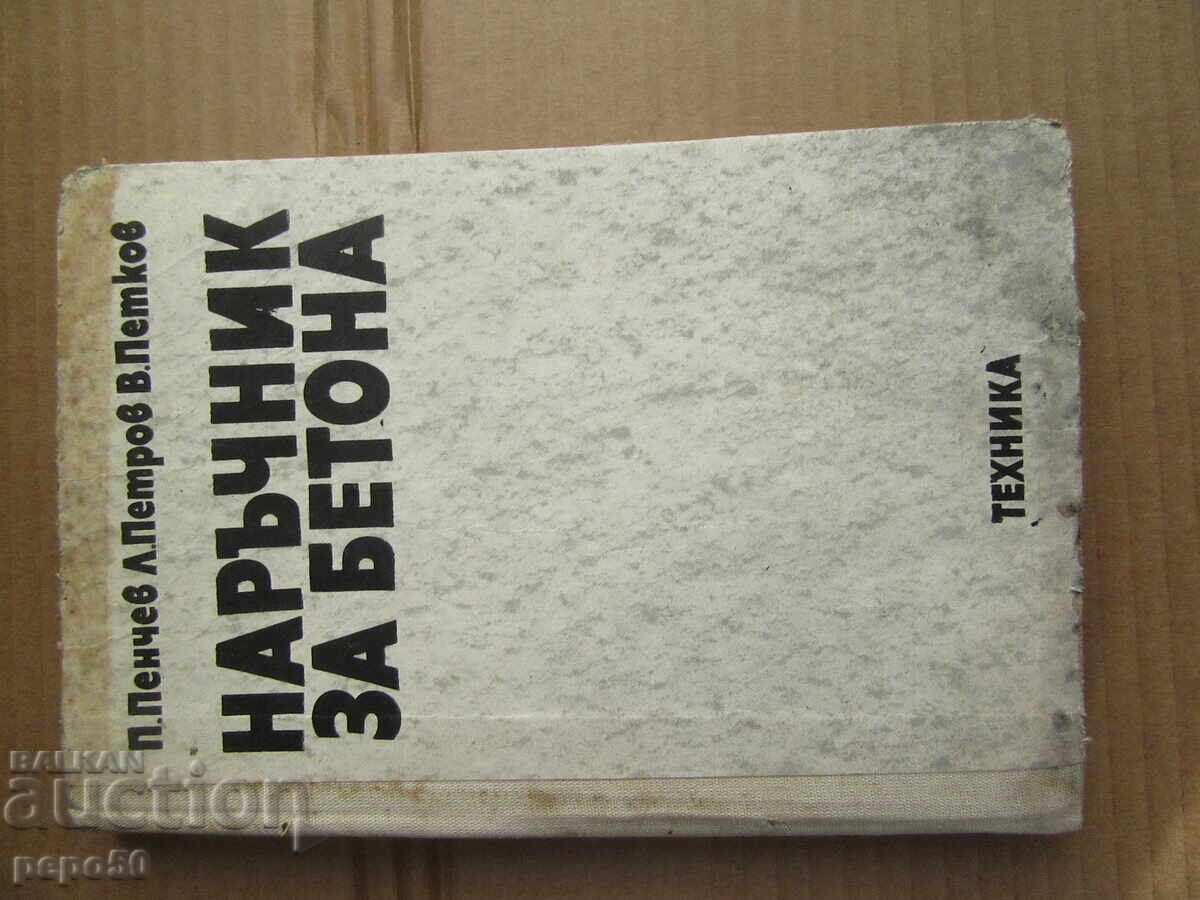 П.Пенчев Л.Петров В.Петков
НАРЪЧНИК
ЗА БЕТОНА
ТЕХНИКА
BALKAN
auction
pepo50